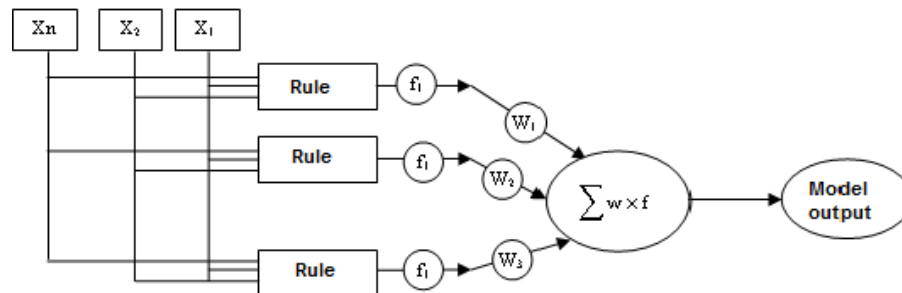 Xn X₂ X₁
Rule f₁ W₁
Rule f₁ W₂
∑ w × f
Model
output
Rule f₁ W₃